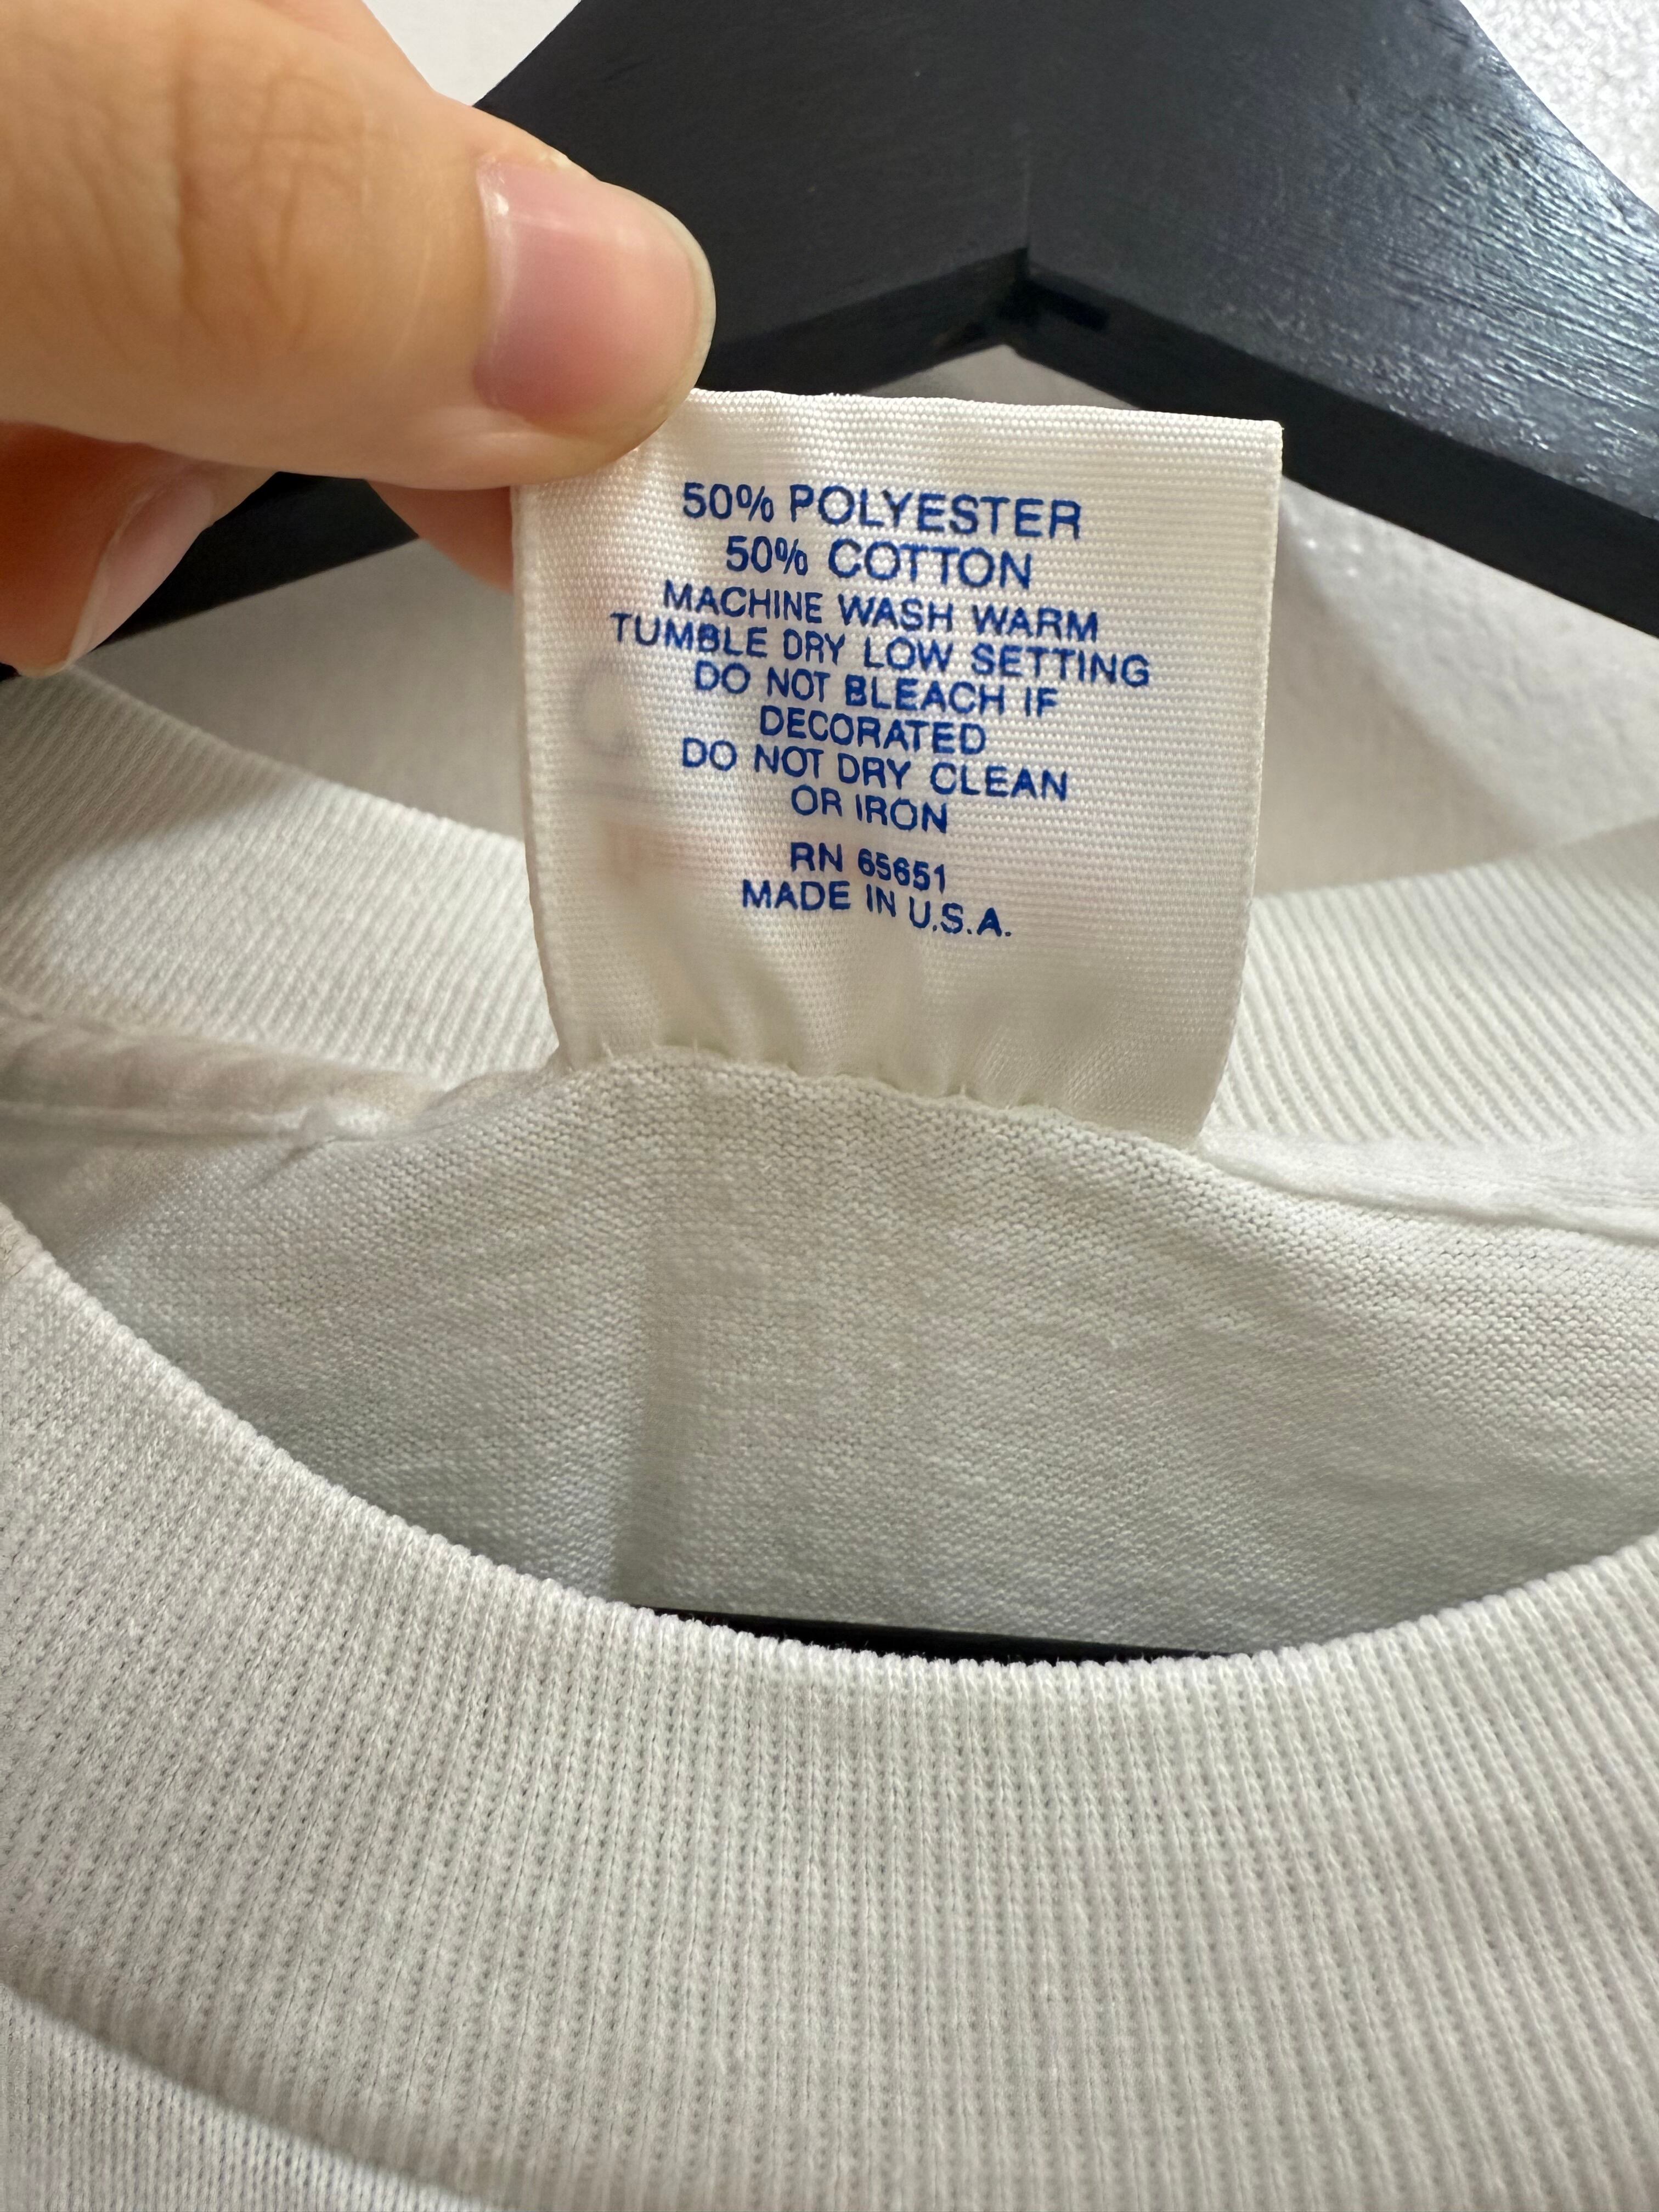 50% POLYESTER
50% COTTON
MACHINE WASH WARM
TUMBLE DRY LOW SETTING
DO NOT BLEACH IF
DECORATED
DO NOT DRY CLEAN
OR IRON
RN 65651
MADE IN U.S.A.